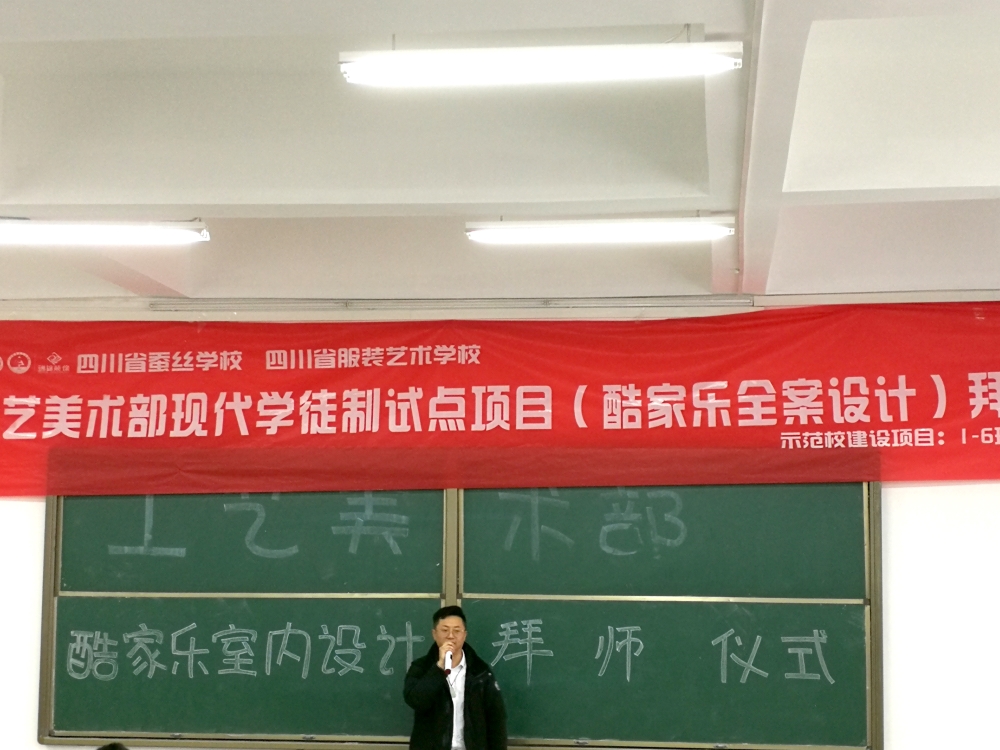 四川省蚕丝学校 四川省服装艺术学校
艺美术部现代学徒制试点项目（酷家乐全案设计）拜
示范校建设项目：1-6
工艺美术部
酷家乐室内设计 拜师仪式